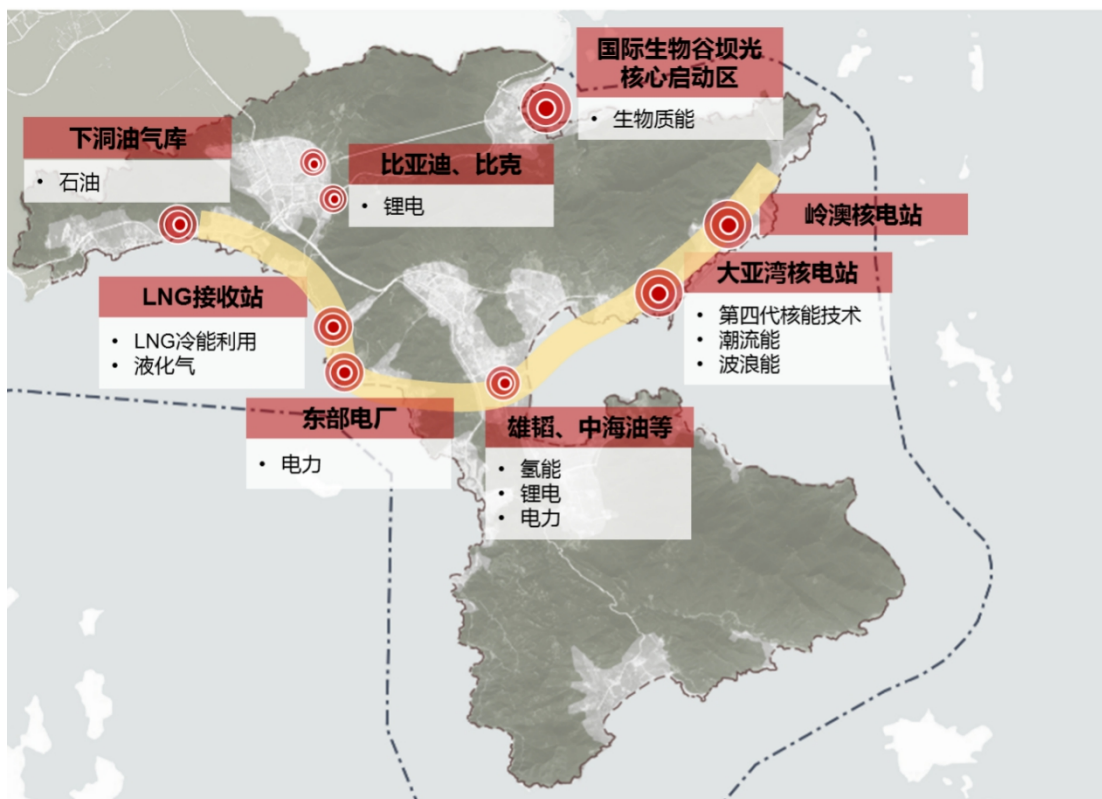 国际生物谷坝光
核心启动区
• 生物质能
下洞油气库
• 石油
比亚迪、比克
• 锂电
岭澳核电站
大亚湾核电站
• 第四代核能技术
• 潮流能
• 波浪能
LNG接收站
• LNG冷能利用
• 液化气
东部电厂
• 电力
雄韬、中海油等
• 氢能
• 锂电
• 电力